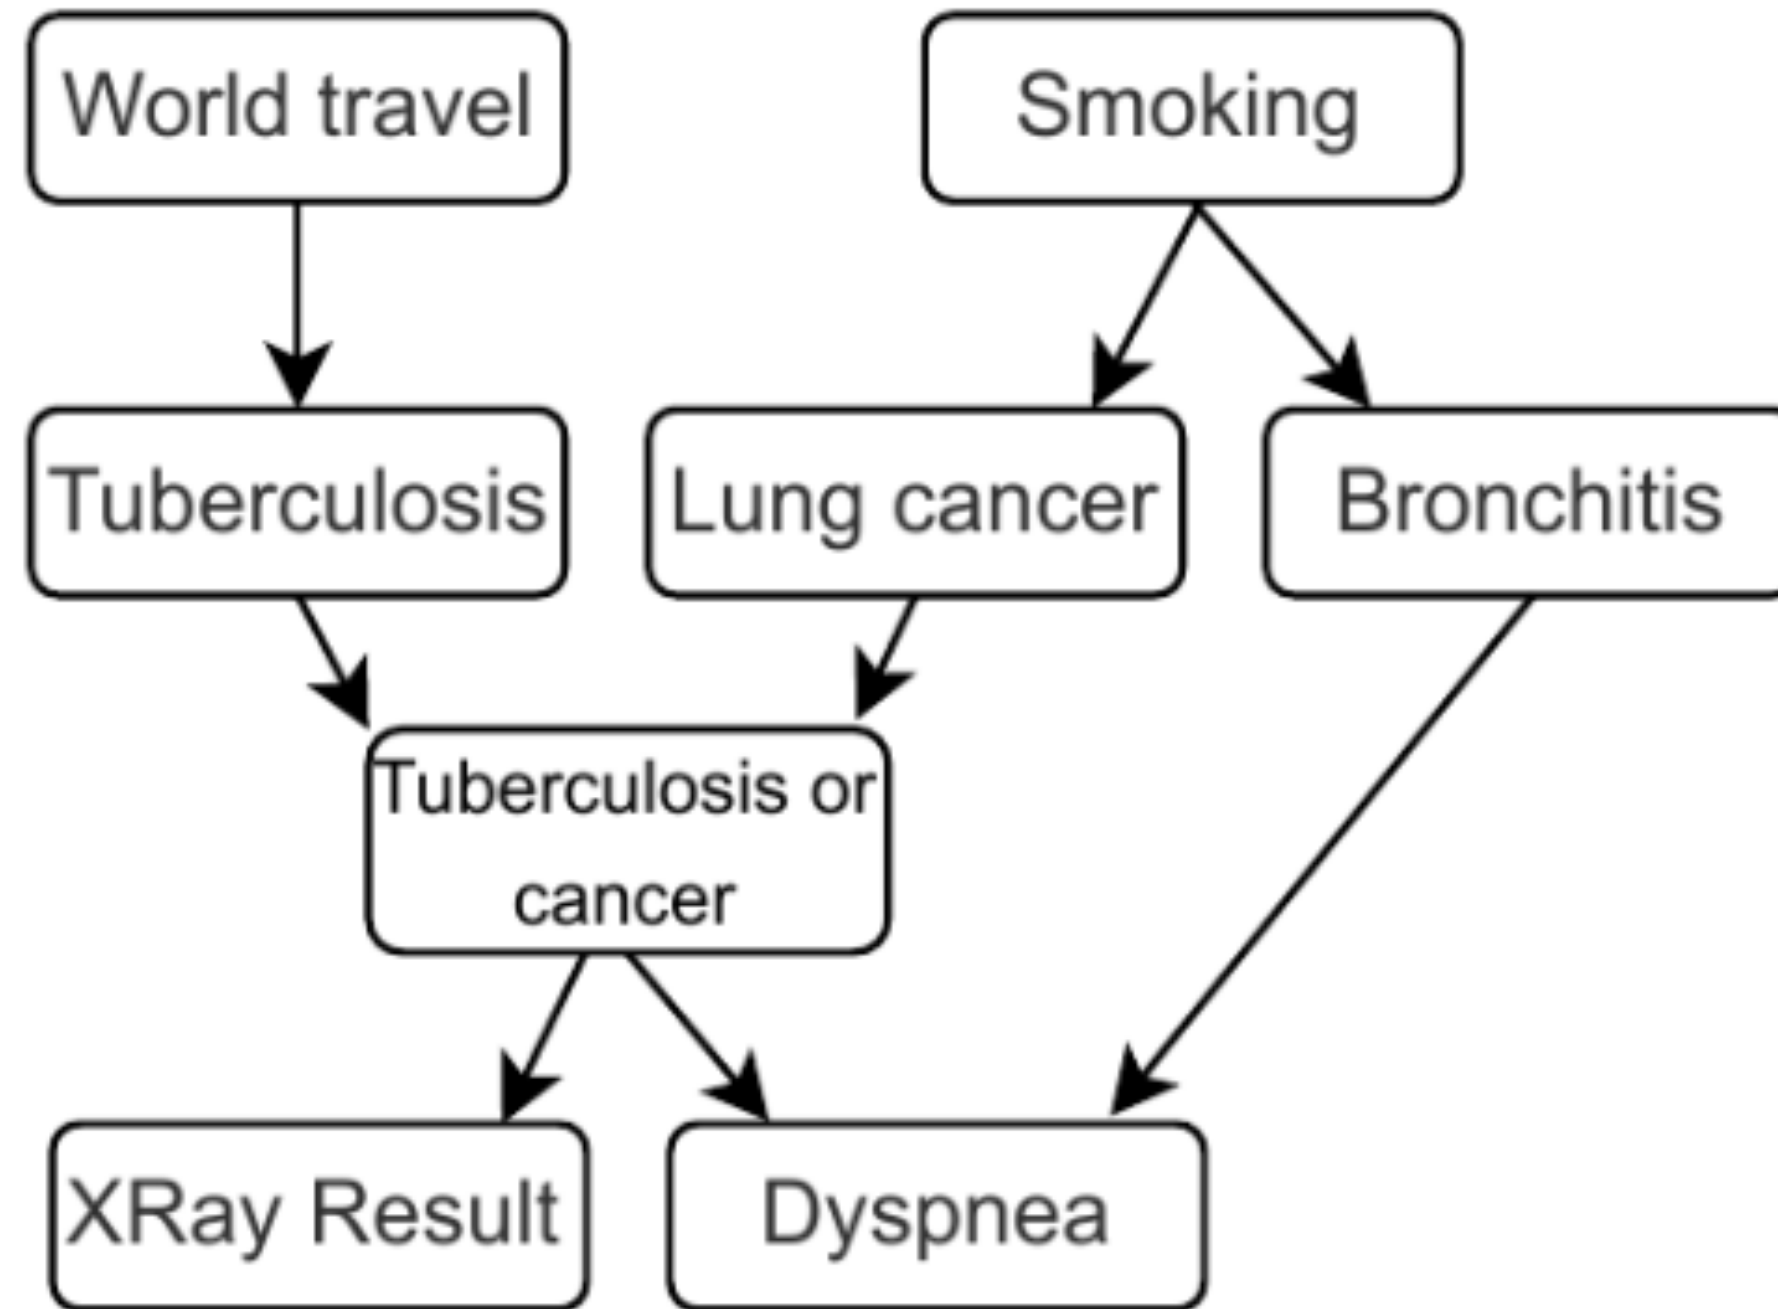 World travel
Smoking
Tuberculosis
Lung cancer
Bronchitis
Tuberculosis or
cancer
XRay Result
Dyspnea